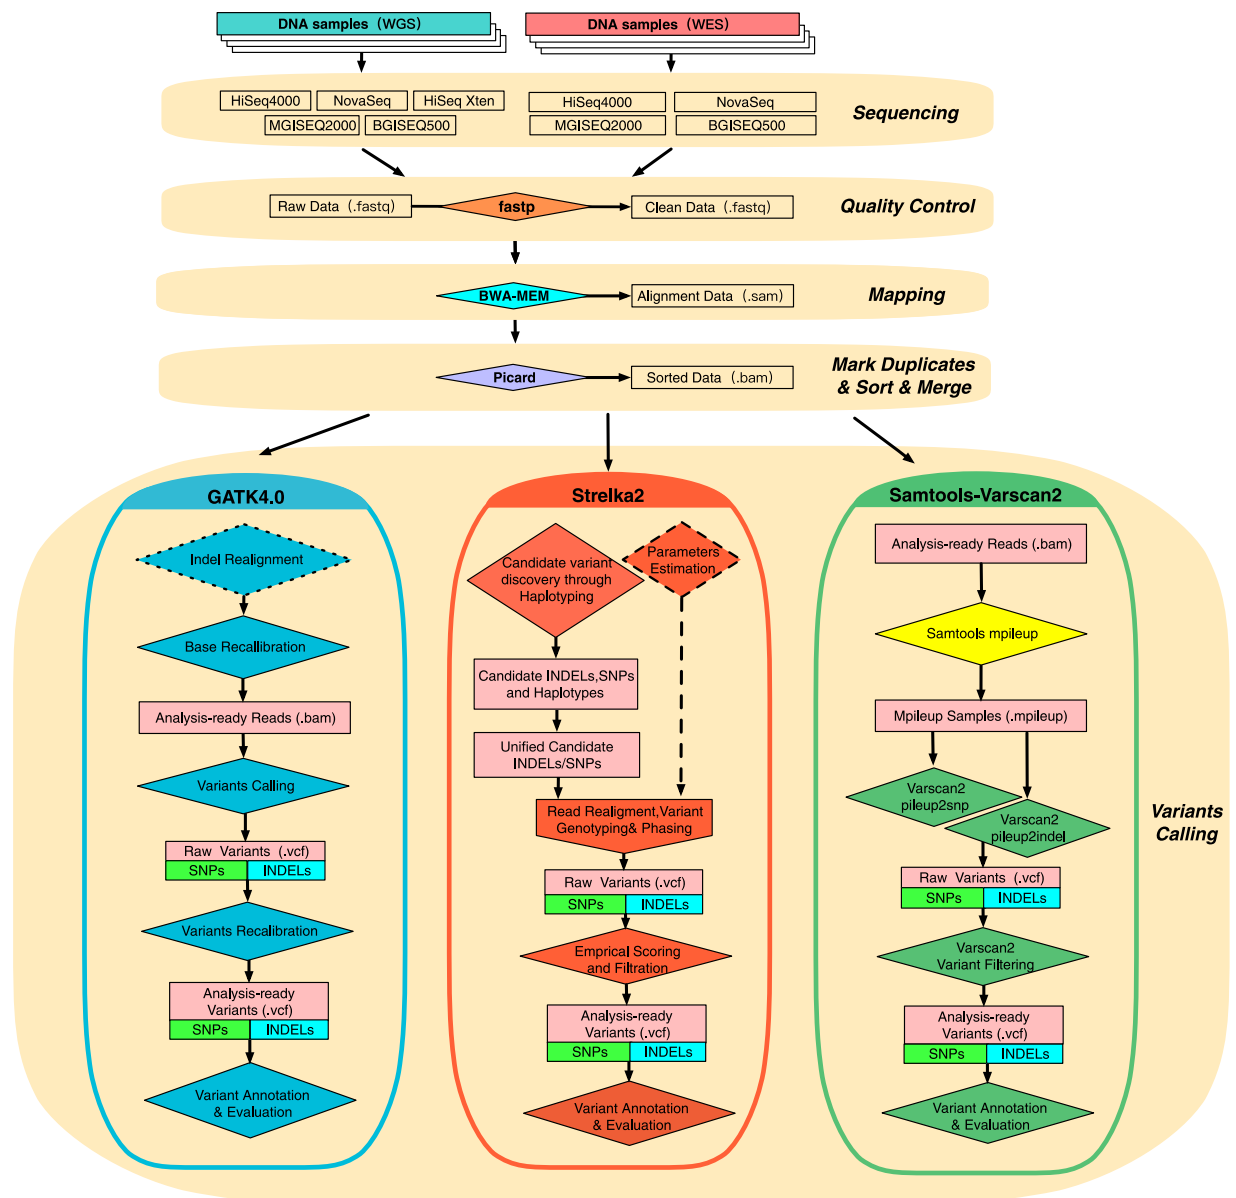 DNA samples (WGS)
DNA samples (WES)
HiSeq4000
NovaSeq
HiSeq Xten
MGISEQ2000
BGISEQ500
HiSeq4000
NovaSeq
MGISEQ2000
BGISEQ500
Sequencing
Raw Data (.fastq)
fastp
Clean Data (.fastq)
Quality Control
BWA-MEM
Alignment Data (.sam)
Mapping
Picard
Sorted Data (.bam)
Mark Duplicates
& Sort & Merge
GATK4.0
Indel Realignment
Base Recallibration
Analysis-ready Reads (.bam)
Variants Calling
Raw Variants (.vcf)
SNPs
INDELs
Variants Recalibration
Analysis-ready
Variants (.vcf)
SNPs
INDELs
Variant Annotation
& Evaluation
Strelka2
Candidate variant
discovery through
Haplotyping
Parameters
Estimation
Candidate INDELs,SNPs
and Haplotypes
Unified Candidate
INDELs/SNPs
Read Realigment,Variant
Genotyping& Phasing
Raw Variants (.vcf)
SNPs
INDELs
Emprical Scoring
and Filtration
Analysis-ready
Variants (.vcf)
SNPs
INDELs
Variant Annotation
& Evaluation
Samtools-Varscan2
Analysis-ready Reads (.bam)
Samtools mpileup
Mpileup Samples (.mpileup)
Varscan2
pileup2snp
Varscan2
pileup2indel
Raw Variants (.vcf)
SNPs
INDELs
Varscan2
Variant Filtering
Analysis-ready
Variants (.vcf)
SNPs
INDELs
Variant Annotation
& Evaluation
Variants
Calling